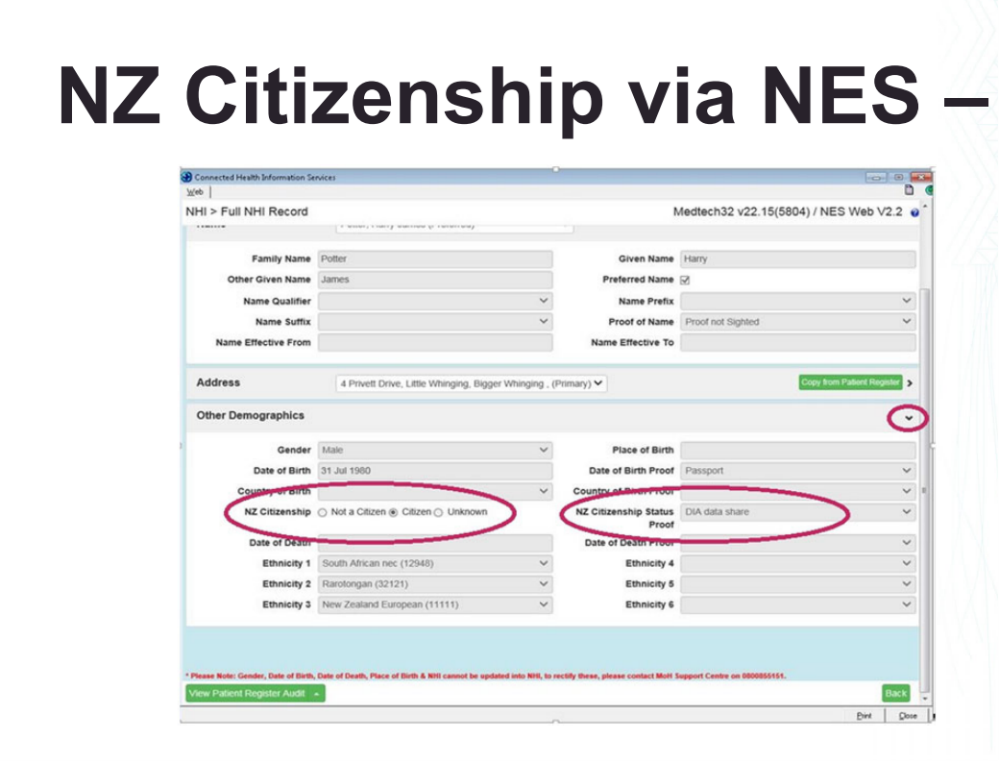 NZ Citizenship via NES –
Connected Health Information Services
Web
NHI > Full NHI Record Medtech32 v22.15(5804) / NES Web V2.2
Family Name Potter Given Name Harry
Other Given Name James Preferred Name
Name Qualifier Name Prefix
Name Suffix Proof of Name Proof not Sighted
Name Effective From Name Effective To
Address 4 Privett Drive, Little Whinging, Bigger Whinging , (Primary) Copy from Patient Register
Other Demographics
Gender Male Place of Birth
Date of Birth 31 Jul 1980 Date of Birth Proof Passport
Country of Birth Country of Birth Proof
NZ Citizenship Not a Citizen Citizen Unknown NZ Citizenship Status Proof DIA data share
Date of Death Date of Death Proof
Ethnicity 1 South African nec (12948) Ethnicity 4
Ethnicity 2 Rarotongan (32121) Ethnicity 5
Ethnicity 3 New Zealand European (11111) Ethnicity 6
* Please Note: Gender, Date of Birth, Date of Death, Place of Birth & NHI cannot be updated into NHI, to rectify these, please contact MoH Support Centre on 0800855151.
View Patient Register Audit Back
Print Close